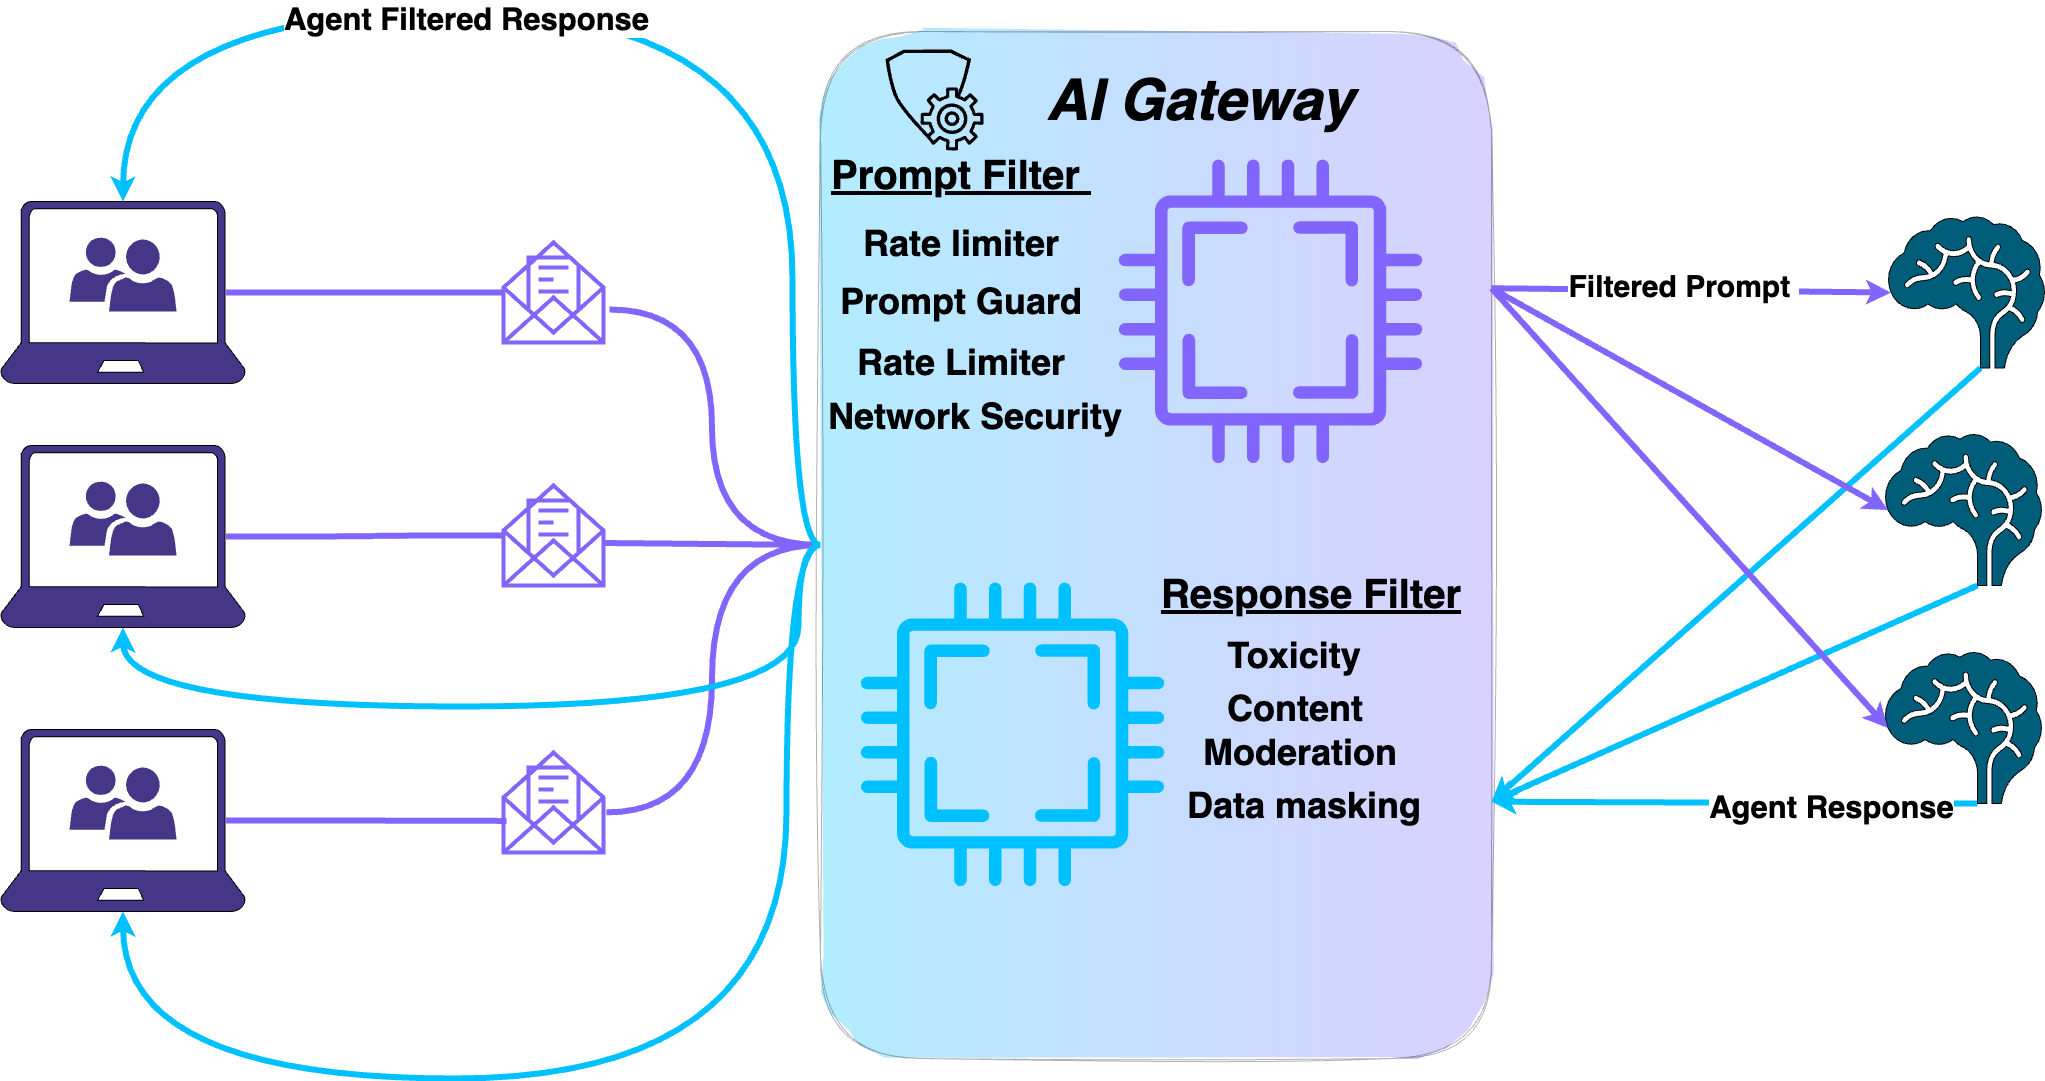 Agent Filtered Response
AI Gateway
Prompt Filter
Rate limiter
Prompt Guard
Rate Limiter
Network Security
Filtered Prompt
Response Filter
Toxicity
Content
Moderation
Data masking
Agent Response